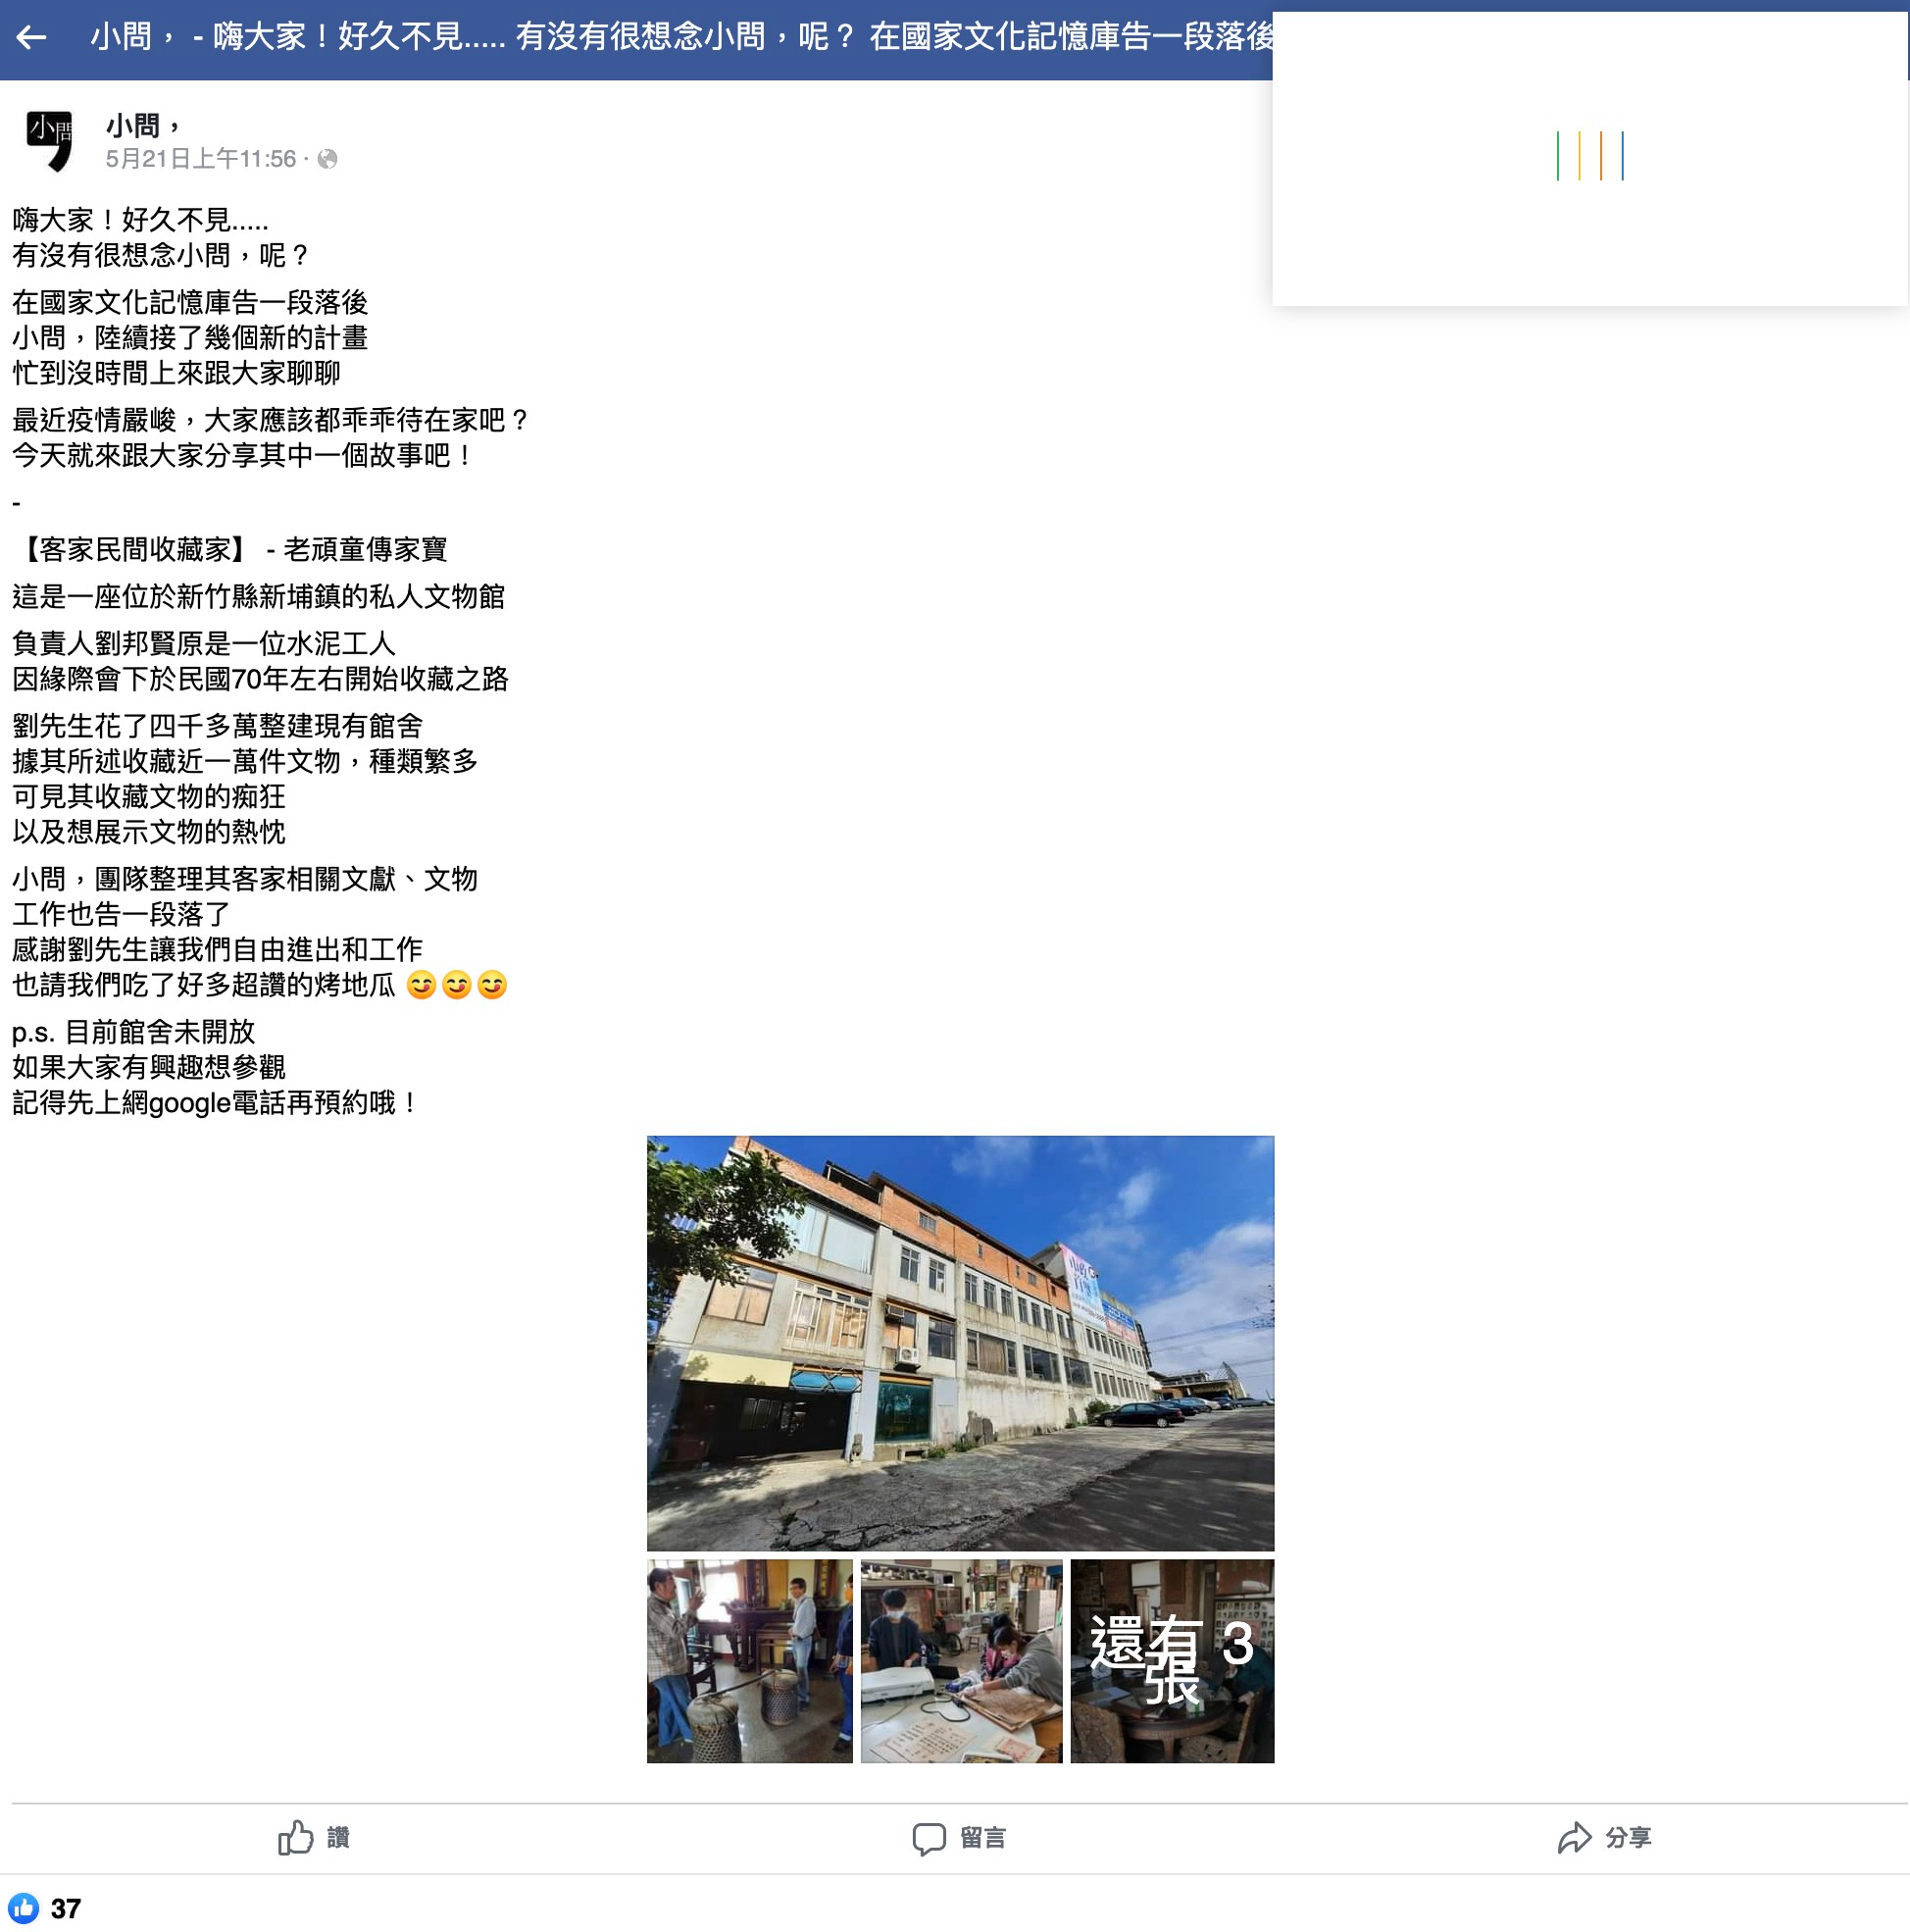 小問， - 嗨大家！好久不見..... 有沒有很想念小問，呢？ 在國家文化記憶庫告一段落後
小問
小問，
5月21日上午11:56 ·
嗨大家！好久不見.....
有沒有很想念小問，呢？
在國家文化記憶庫告一段落後
小問，陸續接了幾個新的計畫
忙到沒時間上來跟大家聊聊
最近疫情嚴峻，大家應該都乖乖待在家吧？
今天就來跟大家分享其中一個故事吧！
-
【客家民間收藏家】 - 老頑童傳家寶
這是一座位於新竹縣新埔鎮的私人文物館
負責人劉邦賢原是一位水泥工人
因緣際會下於民國70年左右開始收藏之路
劉先生花了四千多萬整建現有館舍
據其所述收藏近一萬件文物，種類繁多
可見其收藏文物的痴狂
以及想展示文物的熱忱
小問，團隊整理其客家相關文獻、文物
工作也告一段落了
感謝劉先生讓我們自由進出和工作
也請我們吃了好多超讚的烤地瓜 😋😋😋
p.s. 目前館舍未開放
如果大家有興趣想參觀
記得先上網google電話再預約哦！
還有 3
張
讚
留言
分享
37